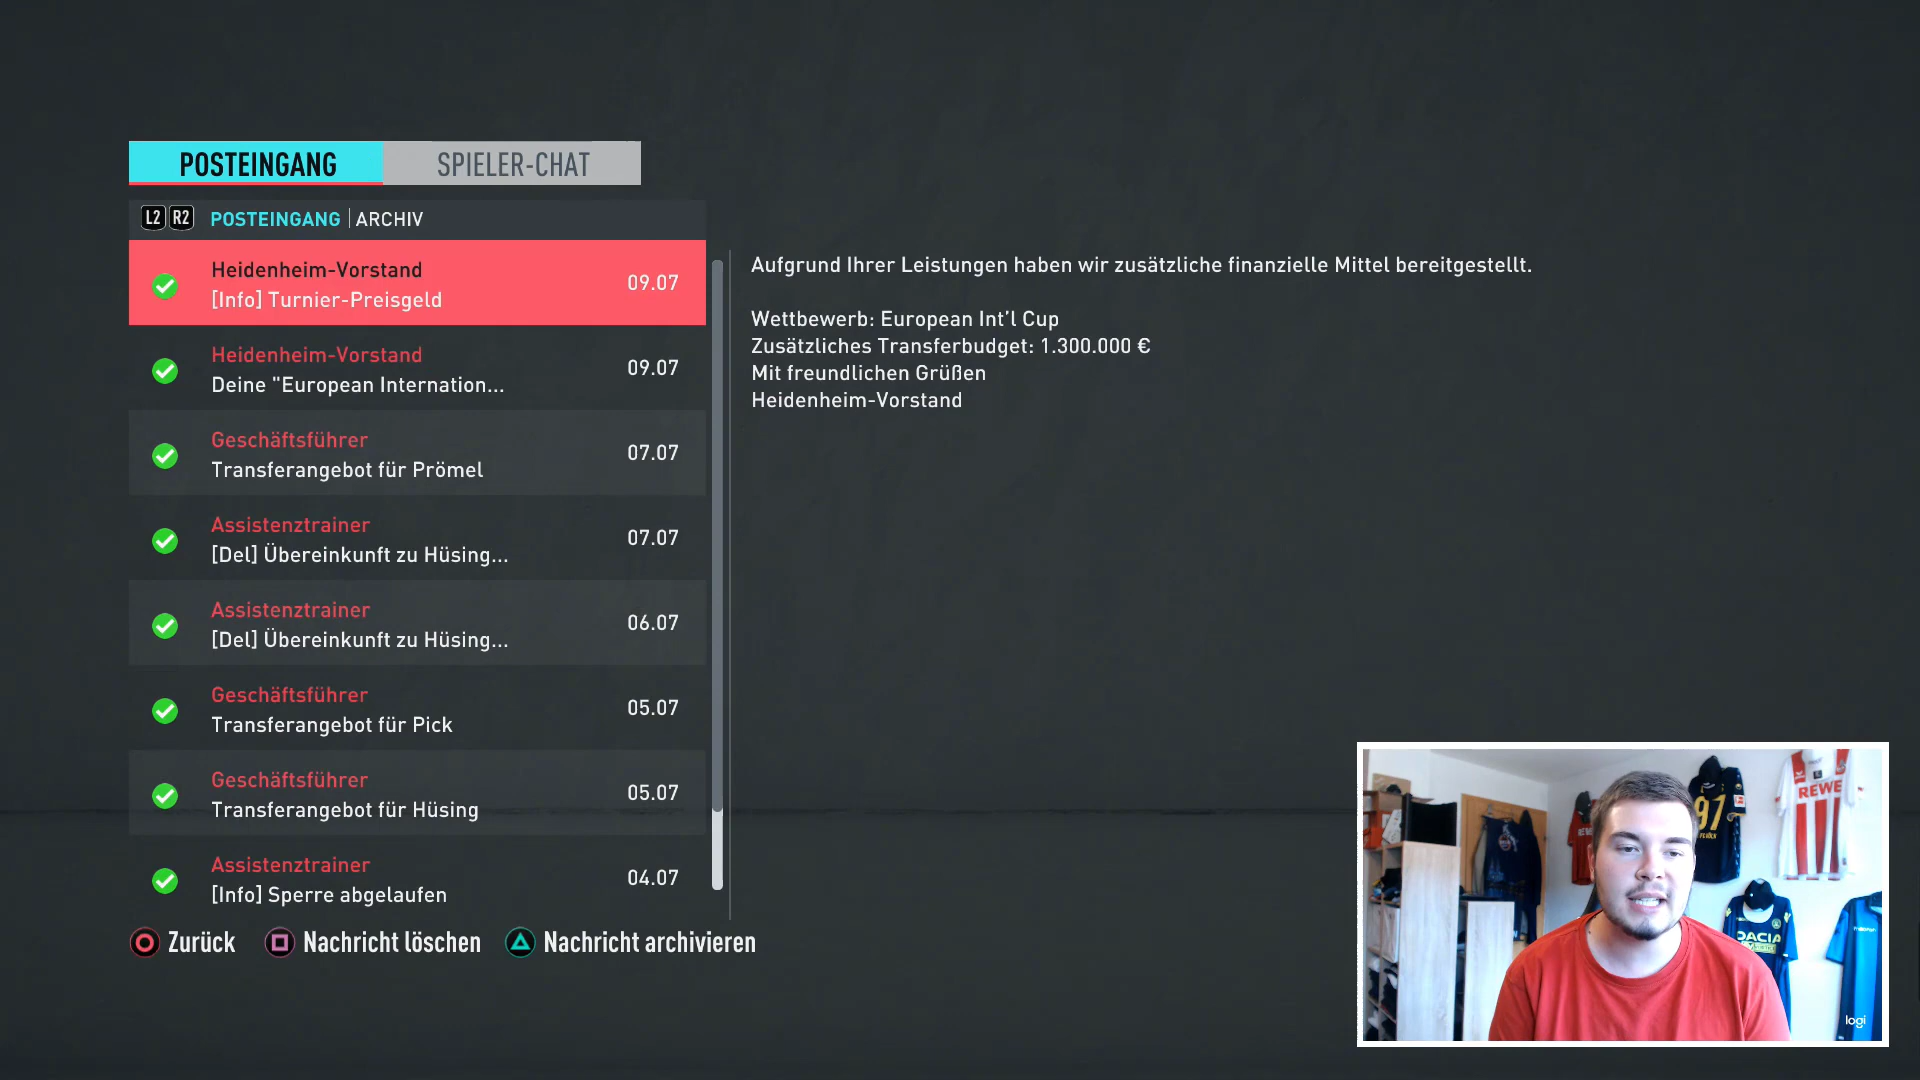 POSTEINGANG SPIELER-CHAT
L2 R2 POSTEINGANG | ARCHIV
Heidenheim-Vorstand
[Info] Turnier-Preisgeld
09.07
Heidenheim-Vorstand
Deine "European Internation...
09.07
Geschäftsführer
Transferangebot für Prömel
07.07
Assistenztrainer
[Del] Übereinkunft zu Hüsing...
07.07
Assistenztrainer
[Del] Übereinkunft zu Hüsing...
06.07
Geschäftsführer
Transferangebot für Pick
05.07
Geschäftsführer
Transferangebot für Hüsing
05.07
Assistenztrainer
[Info] Sperre abgelaufen
04.07
Aufgrund Ihrer Leistungen haben wir zusätzliche finanzielle Mittel bereitgestellt.
Wettbewerb: European Int'l Cup
Zusätzliches Transferbudget: 1.300.000 €
Mit freundlichen Grüßen
Heidenheim-Vorstand
Zurück Nachricht löschen Nachricht archivieren
REWE
91
DACIA
logi